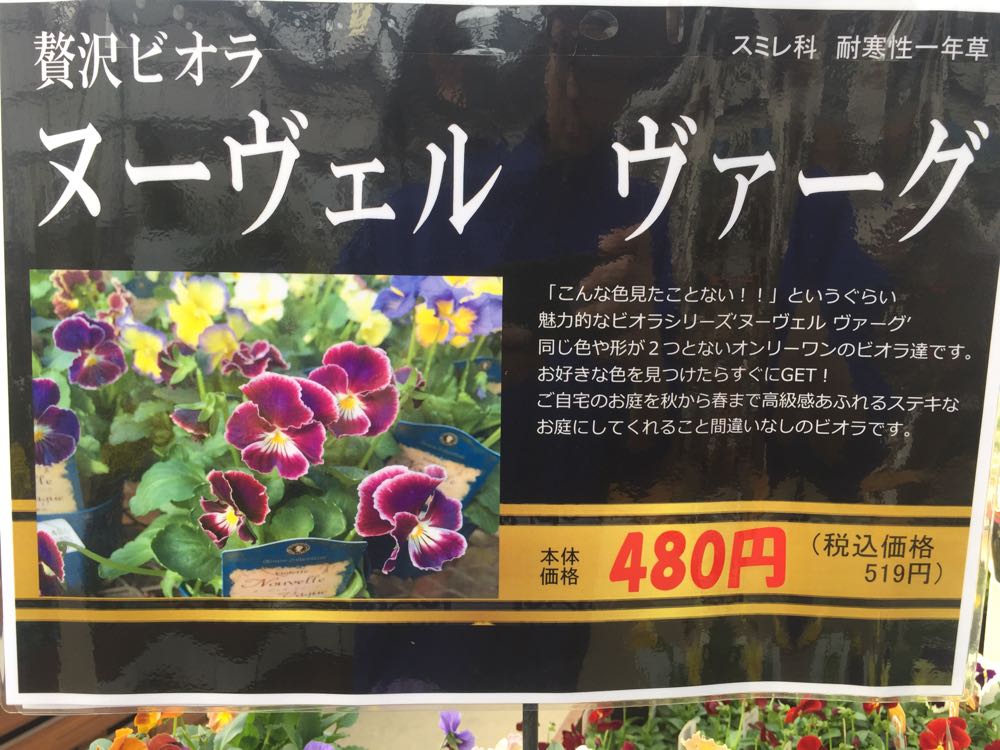 贅沢ビオラ
スミレ科 耐寒性一年草
ヌーヴェル ヴァーグ
「こんな色見たことない！！」というぐらい
魅力的なビオラシリーズ'ヌーヴェル ヴァーグ'
同じ色や形が２つとないオンリーワンのビオラ達です。
お好きな色を見つけたらすぐにGET！
ご自宅のお庭を秋から春まで高級感あふれるステキな
お庭にしてくれること間違いなしのビオラです。
本体
価格
480円
（税込価格
519円）
Nouvelle